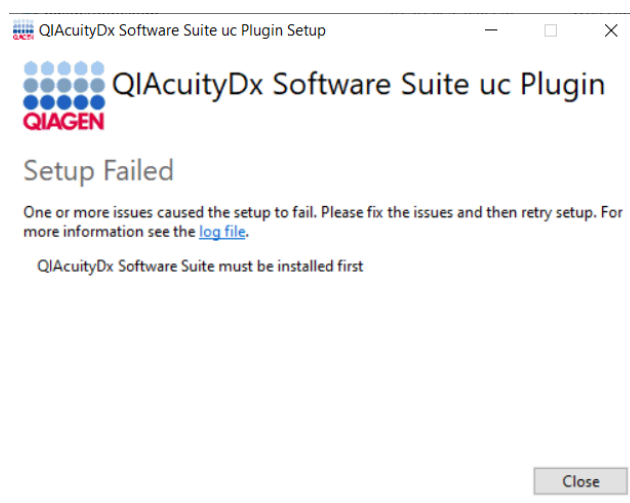 QIAcuityDx Software Suite uc Plugin Setup
QIAcuityDx Software Suite uc Plugin
QIAGEN
Setup Failed
One or more issues caused the setup to fail. Please fix the issues and then retry setup. For
more information see the log file.
QIAcuityDx Software Suite must be installed first
Close